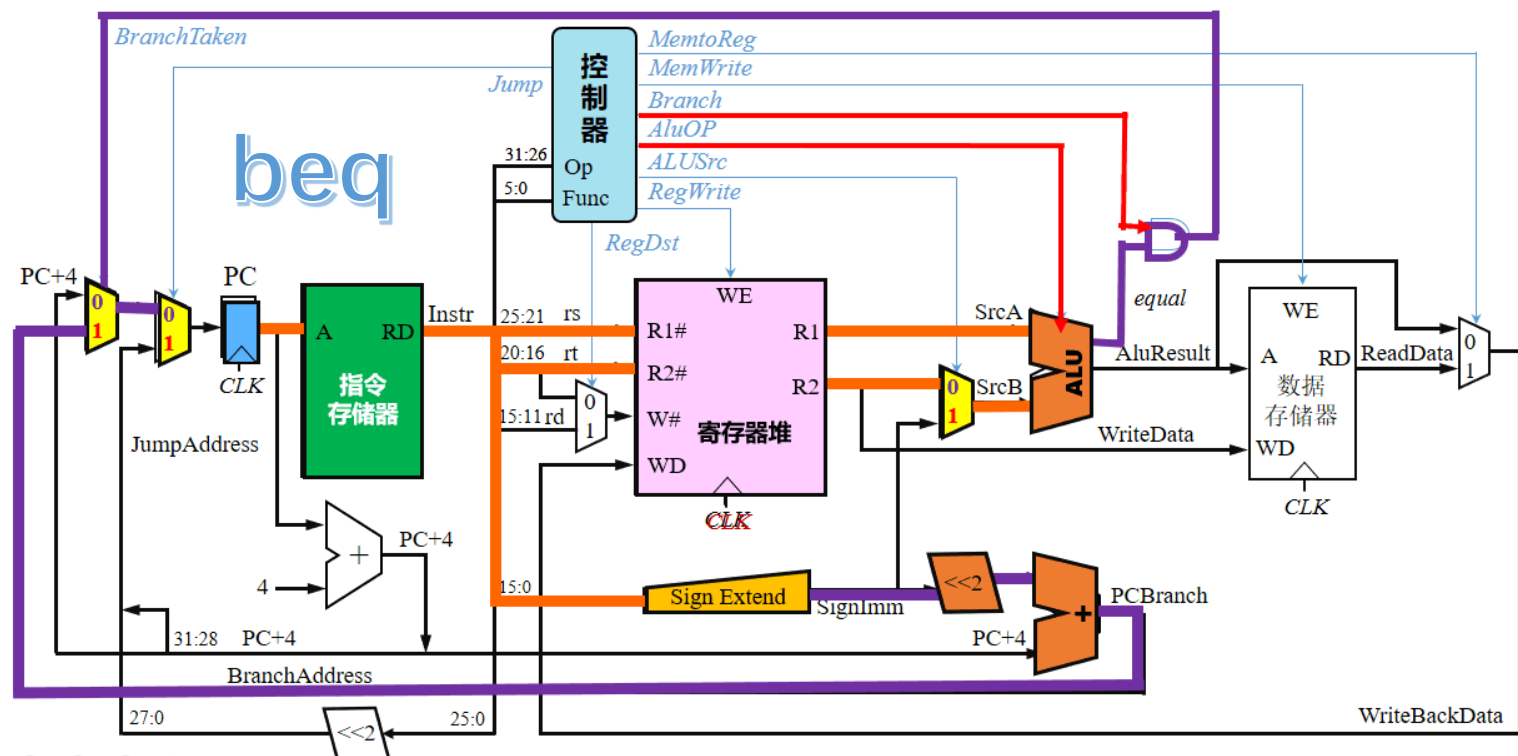 BranchTaken
MemtoReg
MemWrite
Jump
Branch
AluOP
ALUSrc
RegWrite
RegDst
控制器
Op
Func
31:26
5:0
beq
PC+4
0
1
0
1
PC
CLK
A
RD
指令
存储器
Instr
25:21 rs
20:16 rt
15:11 rd
0
1
WE
R1#
R2#
W#
WD
R1
R2
寄存器堆
CLK
SrcA
0
1
SrcB
ALU
equal
AluResult
WriteData
WE
A
RD
数据
存储器
WD
CLK
ReadData
0
1
JumpAddress
+
4
PC+4
15:0
Sign Extend
SignImm
<<2
+
PCBranch
PC+4
31:28 PC+4
BranchAddress
27:0
<<2
25:0
WriteBackData